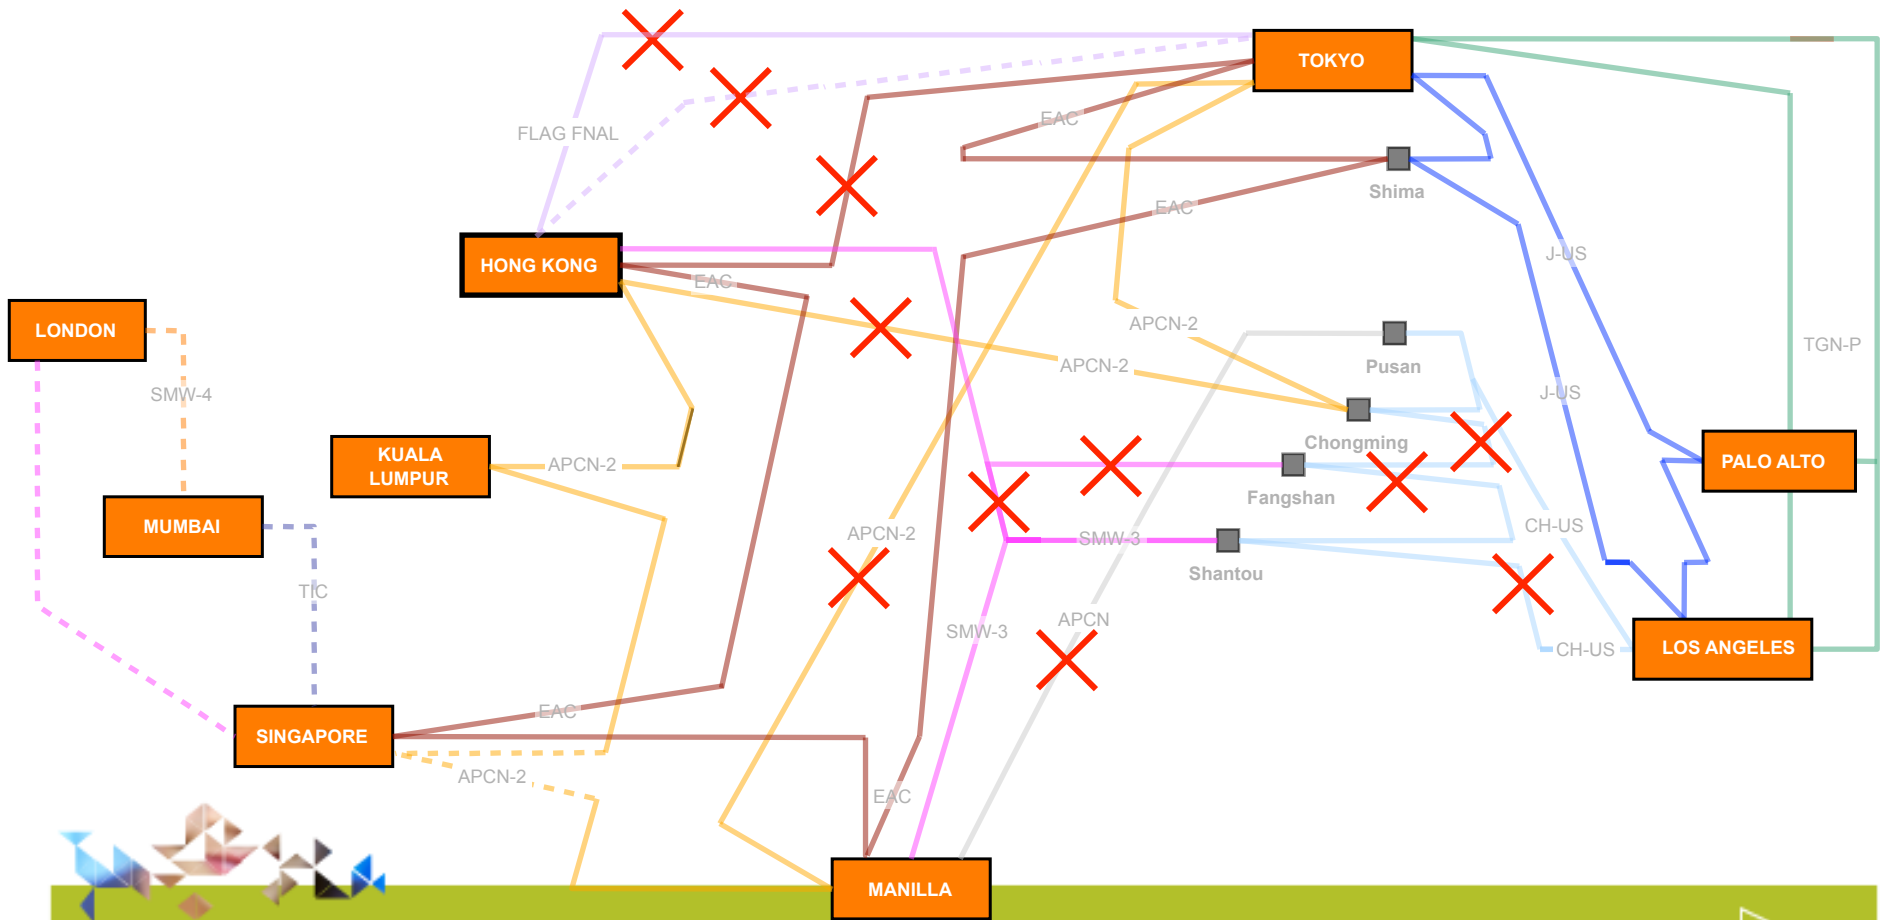 TOKYO
EAC
FLAG FNAL
Shima
EAC
HONG KONG
EAC
J-US
LONDON
APCN-2
TGN-P
SMW-4
APCN-2
Pusan
J-US
KUALA
LUMPUR
APCN-2
Chongming
PALO ALTO
Fangshan
MUMBAI
APCN-2
CH-US
SMW-3
Shantou
TIC
SMW-3
APCN
CH-US
LOS ANGELES
EAC
SINGAPORE
APCN-2
EAC
MANILLA